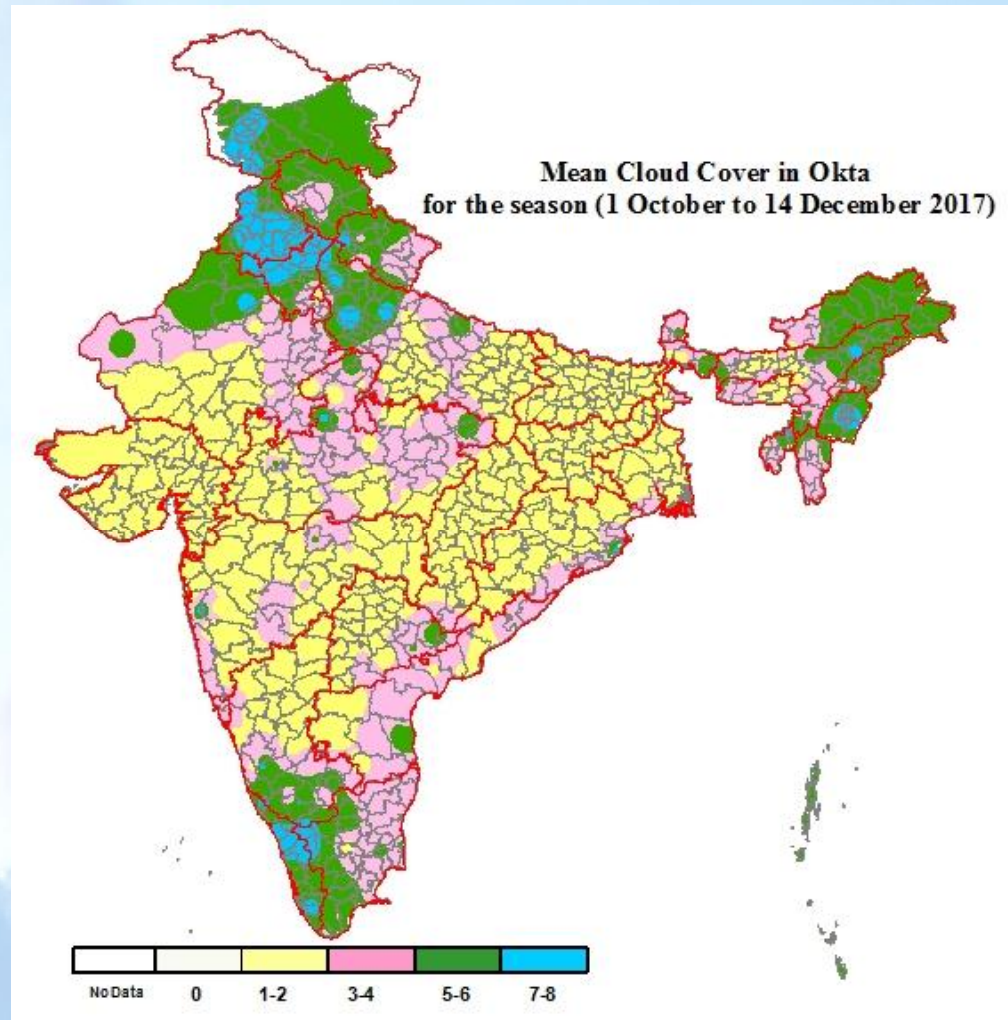 Mean Cloud Cover in Okta
for the season (1 October to 14 December 2017)
No Data 0 1-2 3-4 5-6 7-8